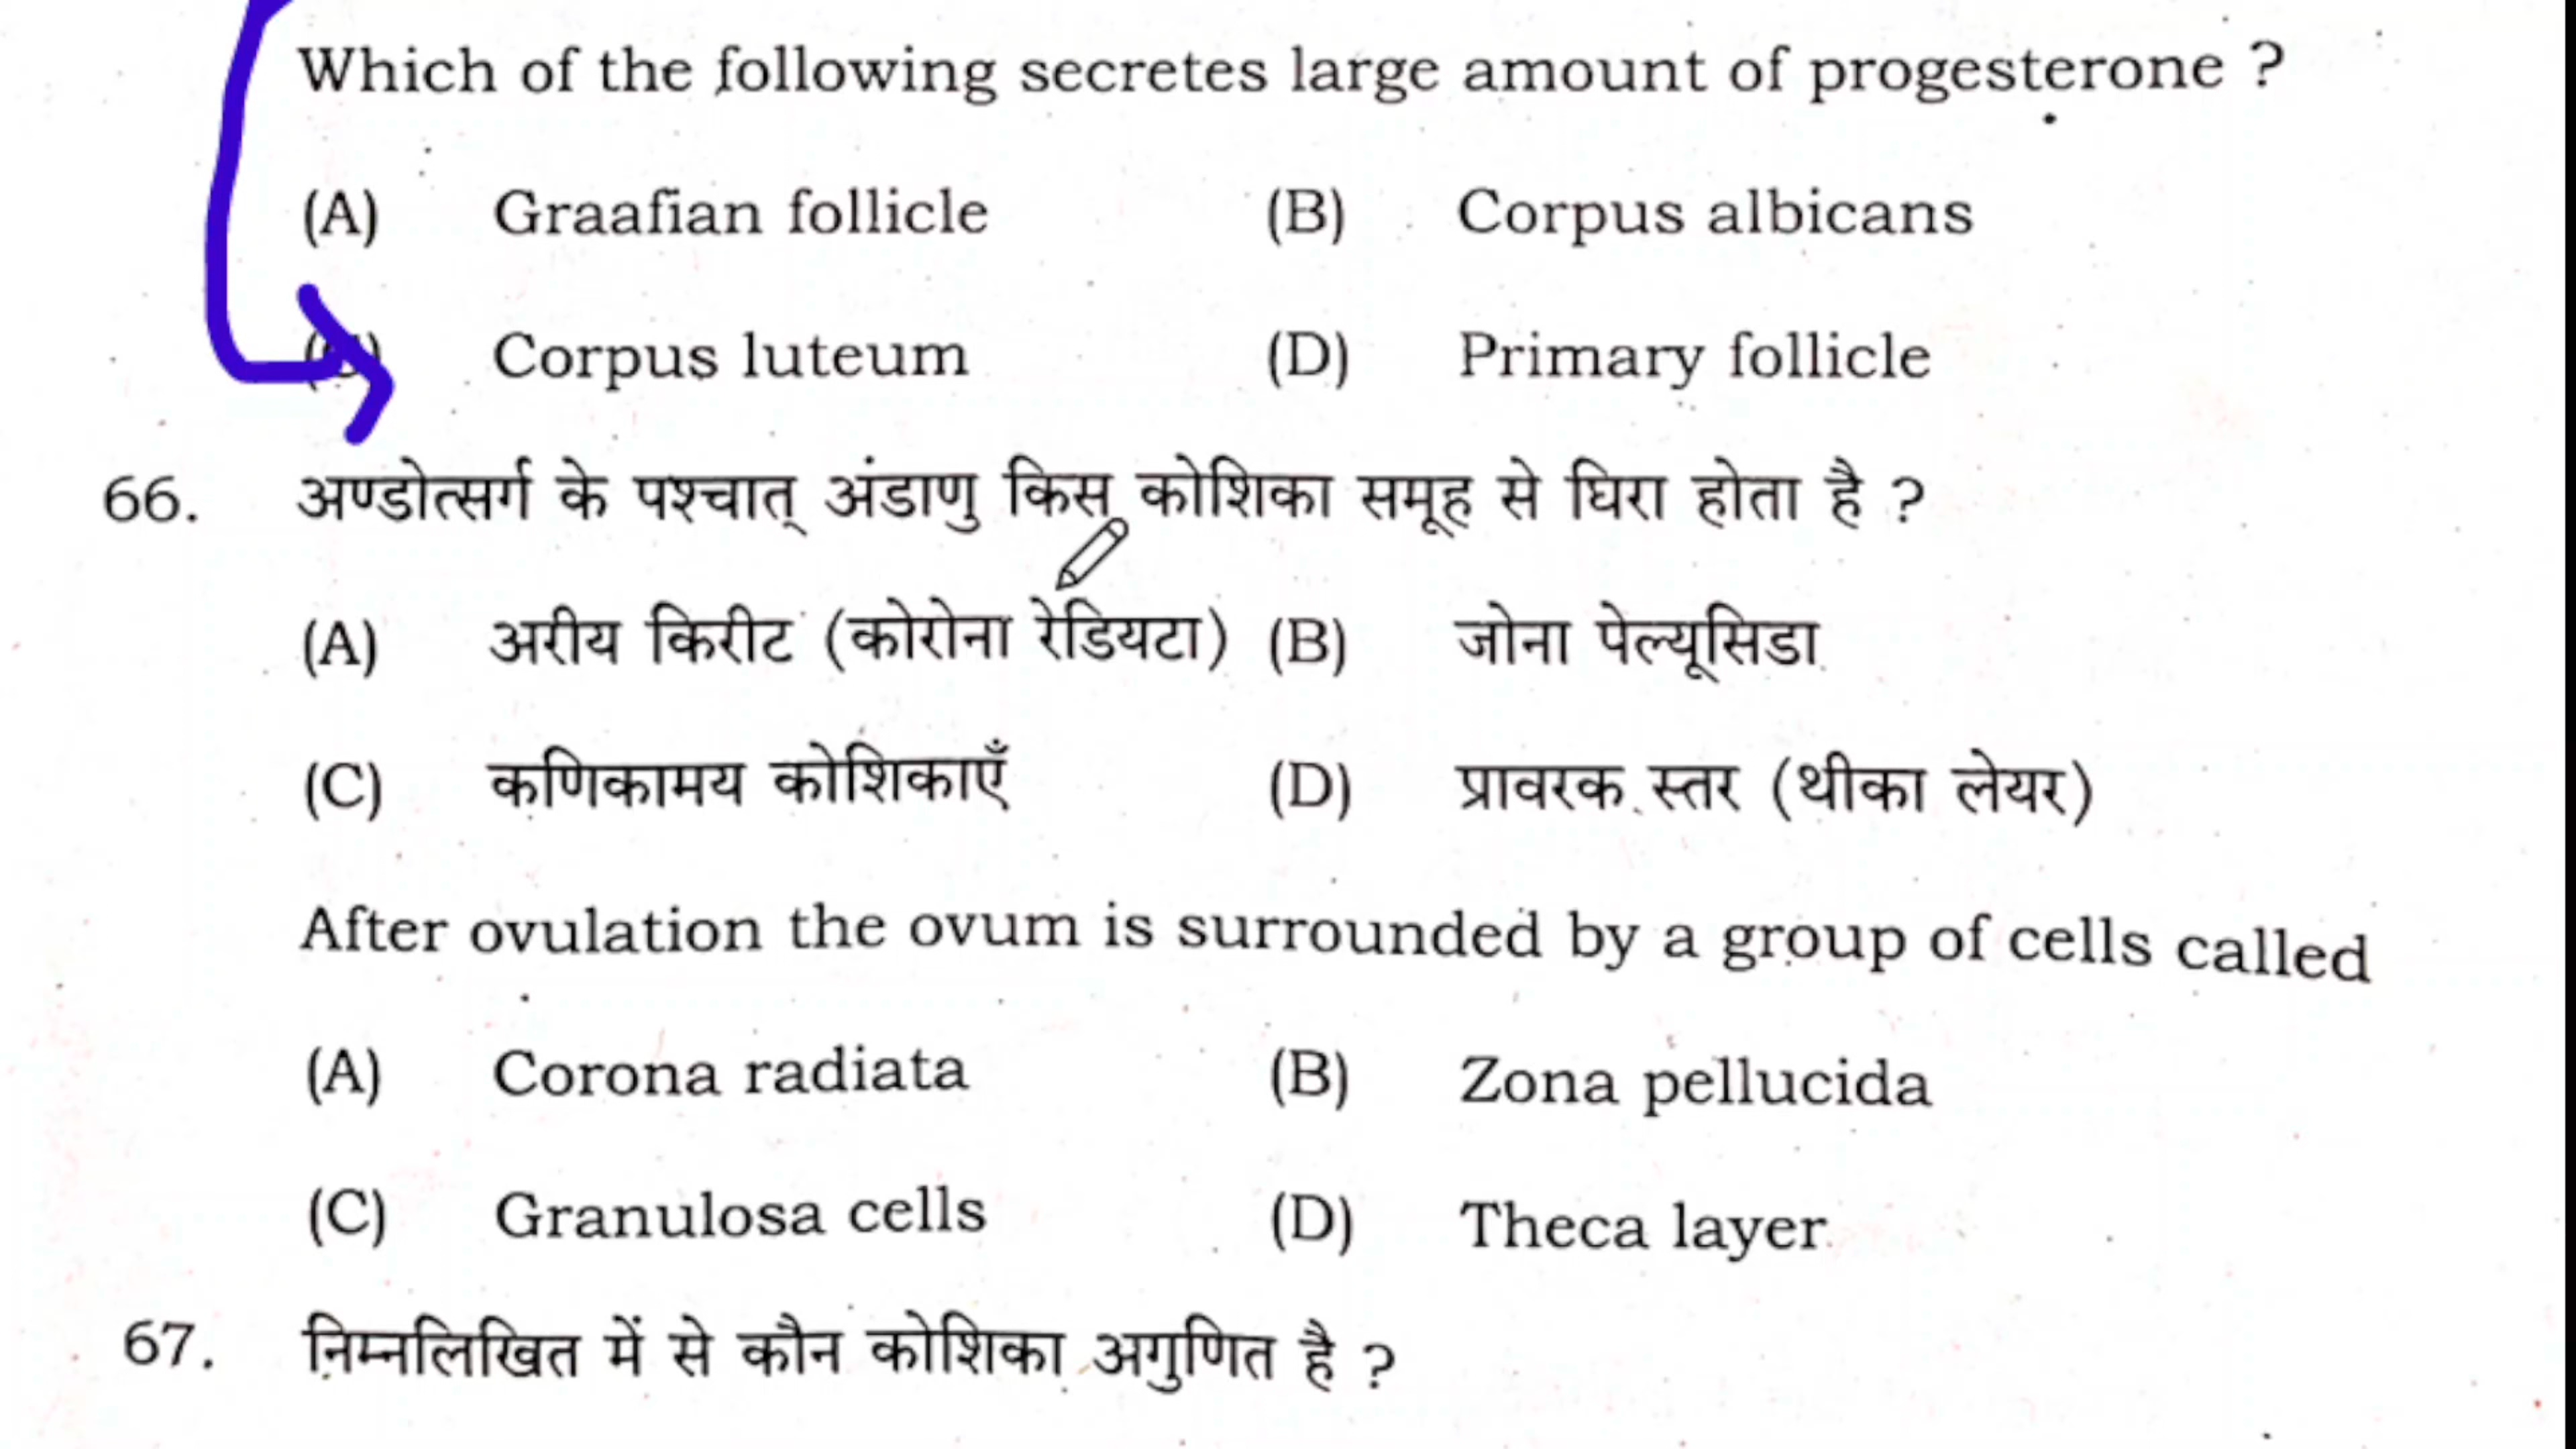 Which of the following secretes large amount of progesterone ?
(A) Graafian follicle (B) Corpus albicans
(C) Corpus luteum (D) Primary follicle
66. अण्डोत्सर्ग के पश्चात् अंडाणु किस कोशिका समूह से घिरा होता है ?
(A) अरीय किरीट (कोरोना रेडियटा) (B) जोना पेल्यूसिडा
(C) कणिकामय कोशिकाएँ (D) प्रावरक स्तर (थीका लेयर)
After ovulation the ovum is surrounded by a group of cells called
(A) Corona radiata (B) Zona pellucida
(C) Granulosa cells (D) Theca layer
67. निम्नलिखित में से कौन कोशिका अगुणित है ?